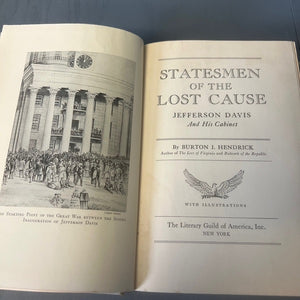 STARTING POINT OF THE GREAT WAR BETWEEN THE STATES
INAUGURATION OF JEFFERSON DAVIS
STATESMEN
OF THE
LOST CAUSE
JEFFERSON DAVIS
And His Cabinet
By BURTON J. HENDRICK
Author of The Lees of Virginia and Bulwark of the Republic
WITH ILLUSTRATIONS
The Literary Guild of America, Inc.
NEW YORK